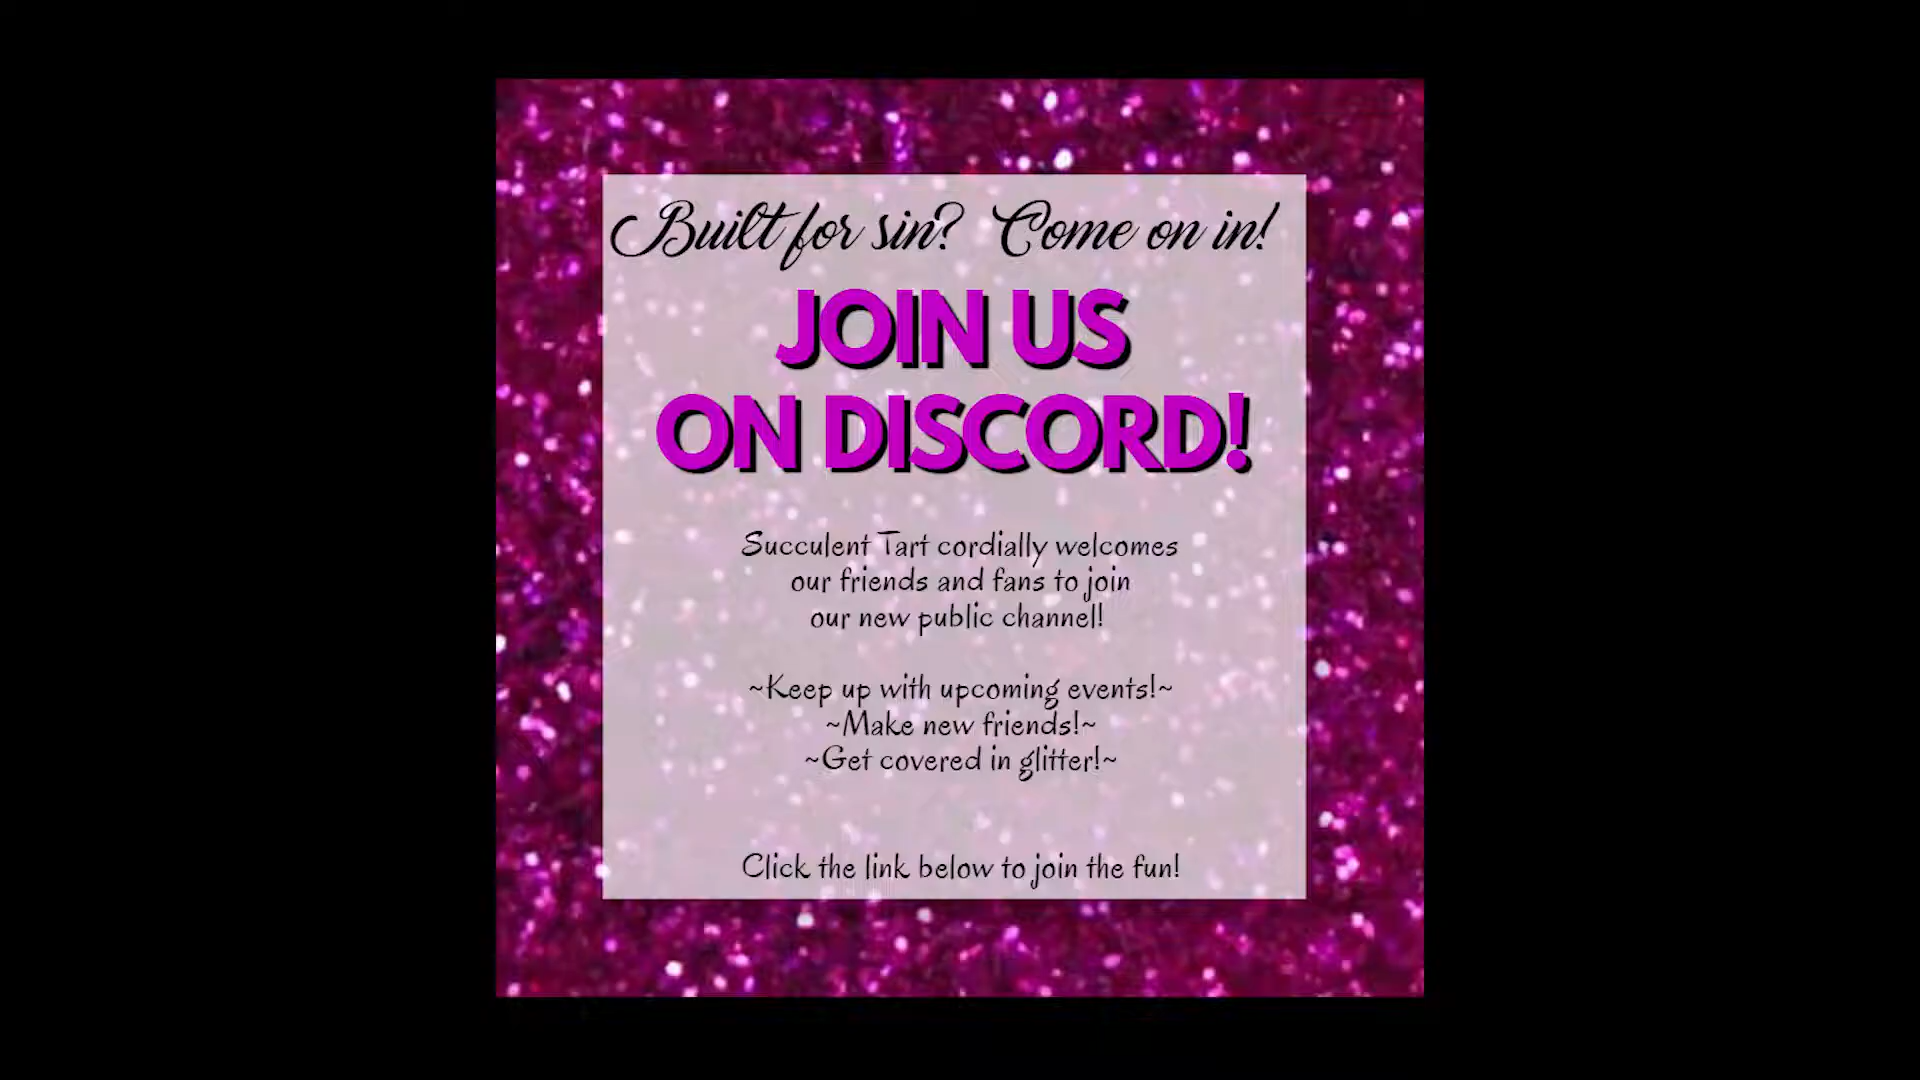 Built for sin? Come on in!
JOIN US
ON DISCORD!
Succulent Tart cordially welcomes
our friends and fans to join
our new public channel!
~Keep up with upcoming events!~
~Make new friends!~
~Get covered in glitter!~
Click the link below to join the fun!